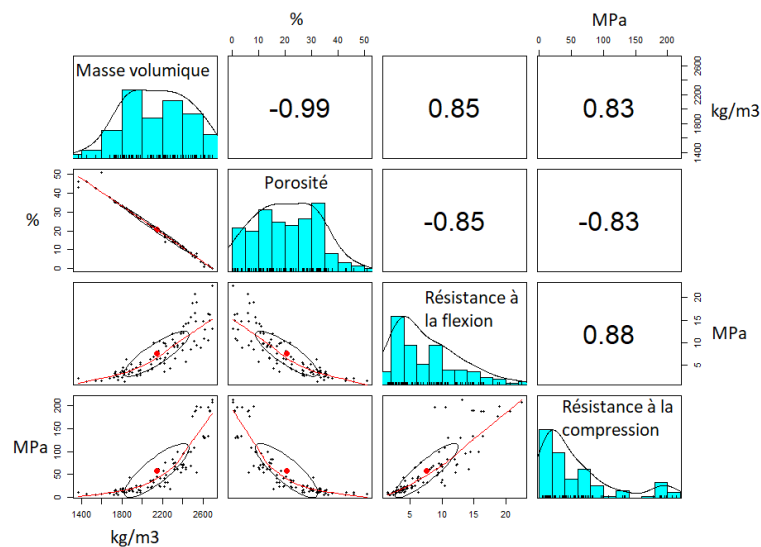 % MPa
0 10 20 30 40 50 0 50 100 150 200
Masse volumique
-0.99 0.85 0.83
1400 1800 2200 2600
kg/m3
%
0 10 20 30 40 50
Porosité
-0.85 -0.83
Résistance à
la flexion
0.88
5 10 15 20
MPa
MPa
0 50 100 150 200
Résistance à la
compression
1400 1800 2200 2600 5 10 15 20
kg/m3